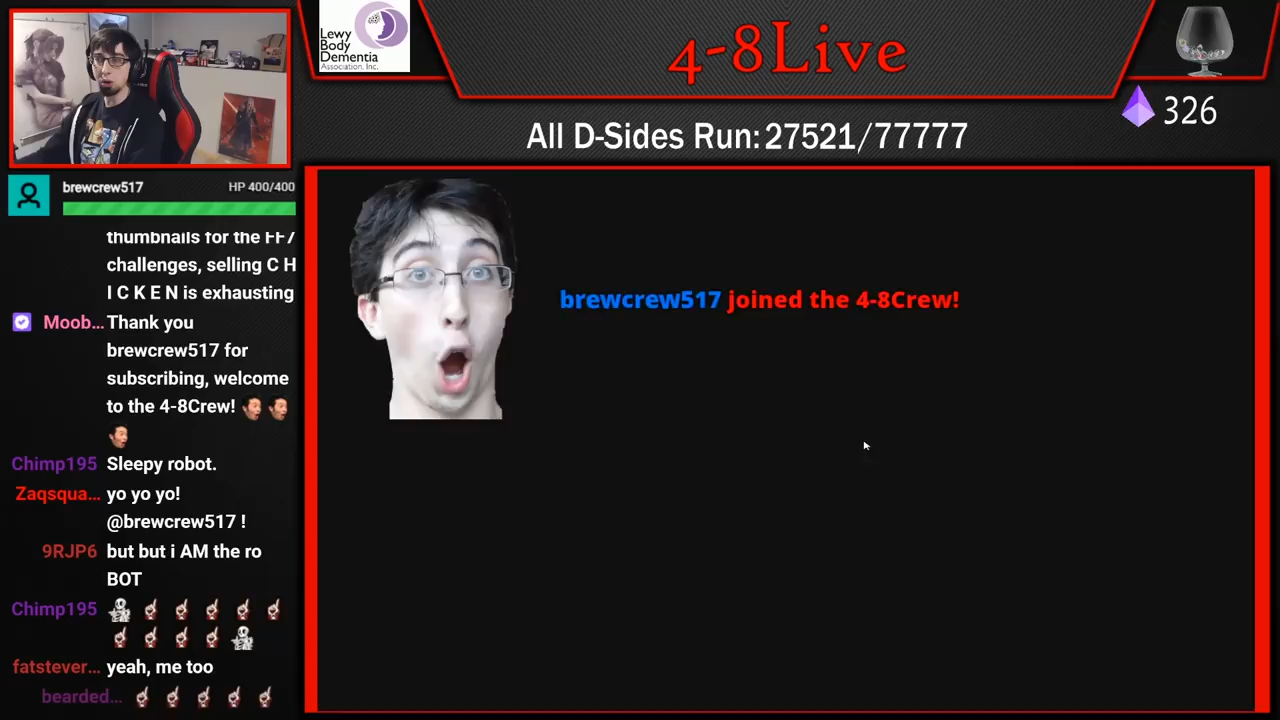 Lewy
Body
Dementia
Association, Inc.
4-8Live
326
All D-Sides Run: 27521/77777
brewcrew517 HP 400/400
thumbnails for the FF7
challenges, selling C H
I C K E N is exhausting
Moob... Thank you
brewcrew517 for
subscribing, welcome
to the 4-8Crew!
Chimp195 Sleepy robot.
Zaqsqua... yo yo yo!
@brewcrew517 !
9RJP6 but but i AM the ro
BOT
Chimp195
fatstever... yeah, me too
bearded...
brewcrew517 joined the 4-8Crew!